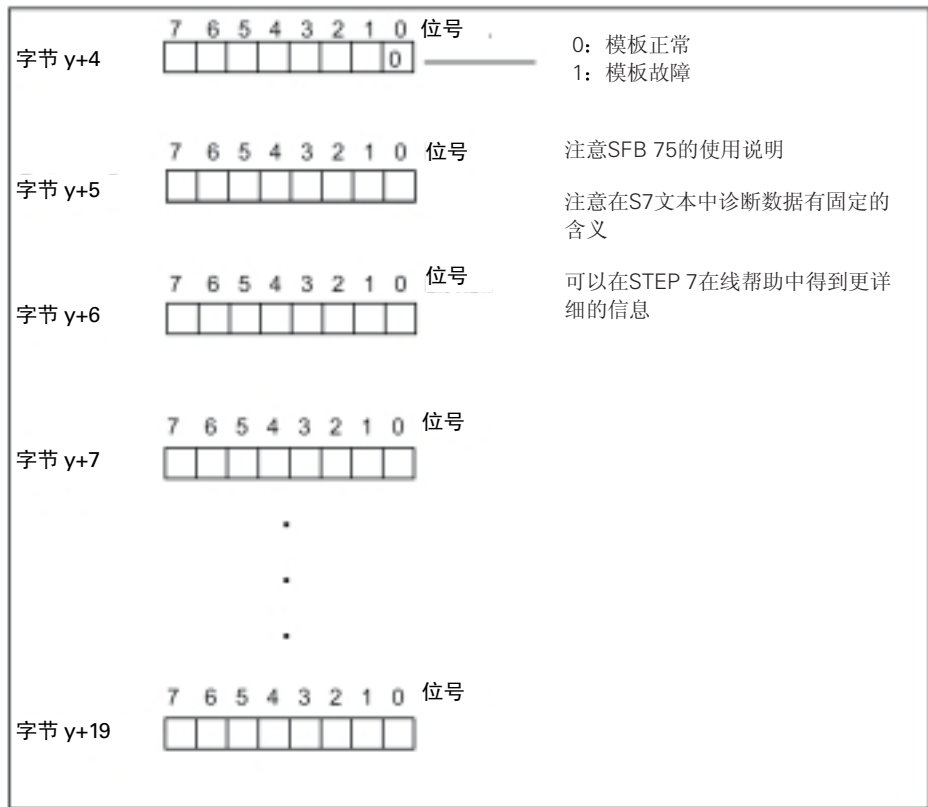 7 6 5 4 3 2 1 0 位号
字节 y+4
0
0：模板正常
1：模板故障
7 6 5 4 3 2 1 0 位号
字节 y+5
注意SFB 75的使用说明
注意在S7文本中诊断数据有固定的
含义
可以在STEP 7在线帮助中得到更详
细的信息
7 6 5 4 3 2 1 0 位号
字节 y+6
7 6 5 4 3 2 1 0 位号
字节 y+7
7 6 5 4 3 2 1 0 位号
字节 y+19